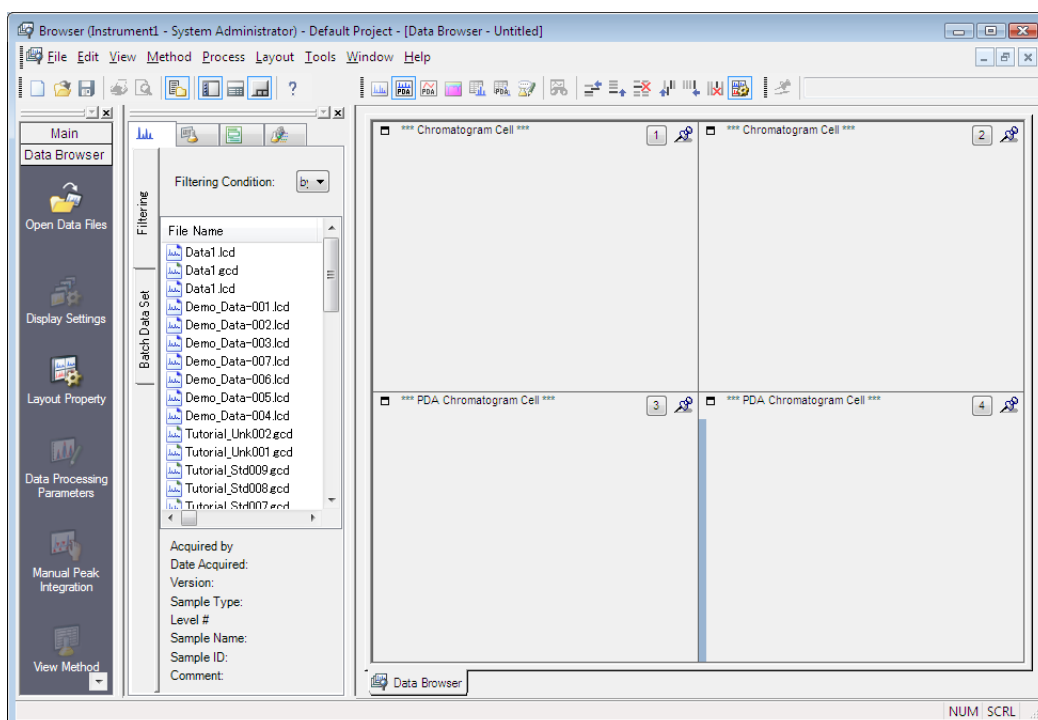 Browser (Instrument1 - System Administrator) - Default Project - [Data Browser - Untitled]
File Edit View Method Process Layout Tools Window Help
Main
Data Browser
Open Data Files
Display Settings
Layout Property
Data Processing
Parameters
Manual Peak
Integration
View Method
Filtering
Batch Data Set
Filtering Condition:
File Name
Data1.lcd
Data1.gcd
Data1.lcd
Demo_Data-001.lcd
Demo_Data-002.lcd
Demo_Data-003.lcd
Demo_Data-007.lcd
Demo_Data-006.lcd
Demo_Data-005.lcd
Demo_Data-004.lcd
Tutorial_Unk002.gcd
Tutorial_Unk001.gcd
Tutorial_Std009.gcd
Tutorial_Std008.gcd
Tutorial_Std007.gcd
Acquired by
Date Acquired:
Version:
Sample Type:
Level #
Sample Name:
Sample ID:
Comment:
*** Chromatogram Cell *** 1
*** Chromatogram Cell *** 2
*** PDA Chromatogram Cell *** 3
*** PDA Chromatogram Cell *** 4
Data Browser
NUM SCRL